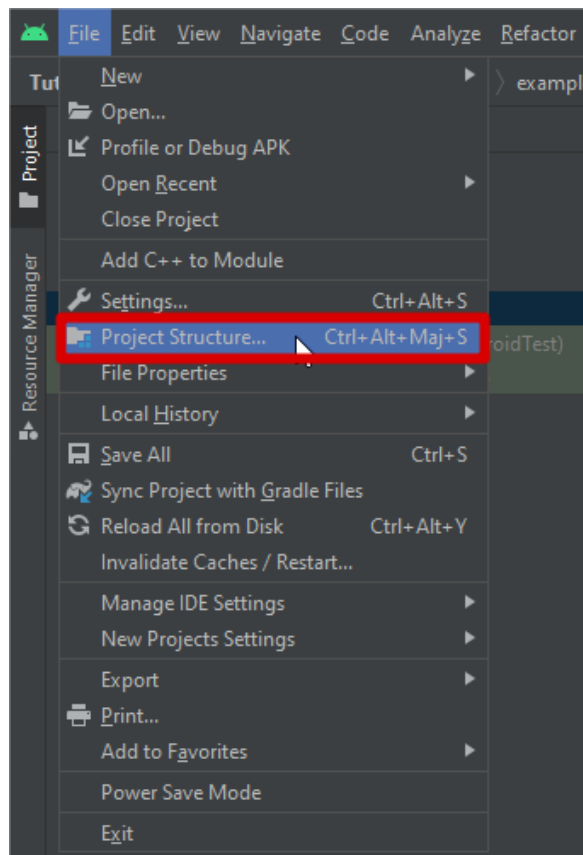 File Edit View Navigate Code Analyze Refactor
Tut
exampl
New
Open...
Profile or Debug APK
Open Recent
Close Project
Add C++ to Module
Settings... Ctrl+Alt+S
Project Structure... Ctrl+Alt+Maj+S
roidTest)
File Properties
Local History
Save All Ctrl+S
Sync Project with Gradle Files
Reload All from Disk Ctrl+Alt+Y
Invalidate Caches / Restart...
Manage IDE Settings
New Projects Settings
Export
Print...
Add to Favorites
Power Save Mode
Exit
Project
Resource Manager